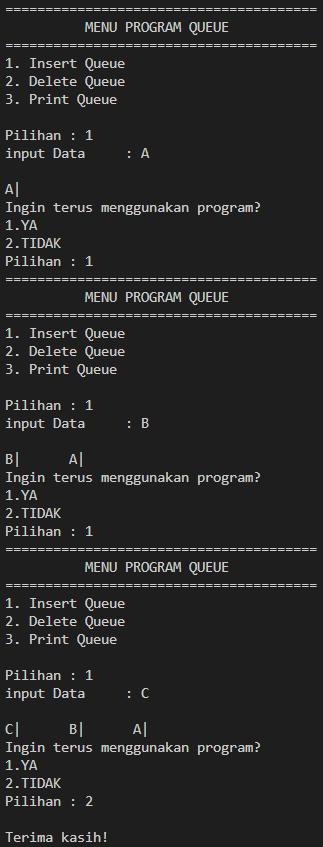 =======================================
          MENU PROGRAM QUEUE
=======================================
1. Insert Queue
2. Delete Queue
3. Print Queue

Pilihan : 1
input Data     : A

A|
Ingin terus menggunakan program?
1.YA
2.TIDAK
Pilihan : 1
=======================================
          MENU PROGRAM QUEUE
=======================================
1. Insert Queue
2. Delete Queue
3. Print Queue

Pilihan : 1
input Data     : B

B|      A|
Ingin terus menggunakan program?
1.YA
2.TIDAK
Pilihan : 1
=======================================
          MENU PROGRAM QUEUE
=======================================
1. Insert Queue
2. Delete Queue
3. Print Queue

Pilihan : 1
input Data     : C

C|      B|      A|
Ingin terus menggunakan program?
1.YA
2.TIDAK
Pilihan : 2

Terima kasih!